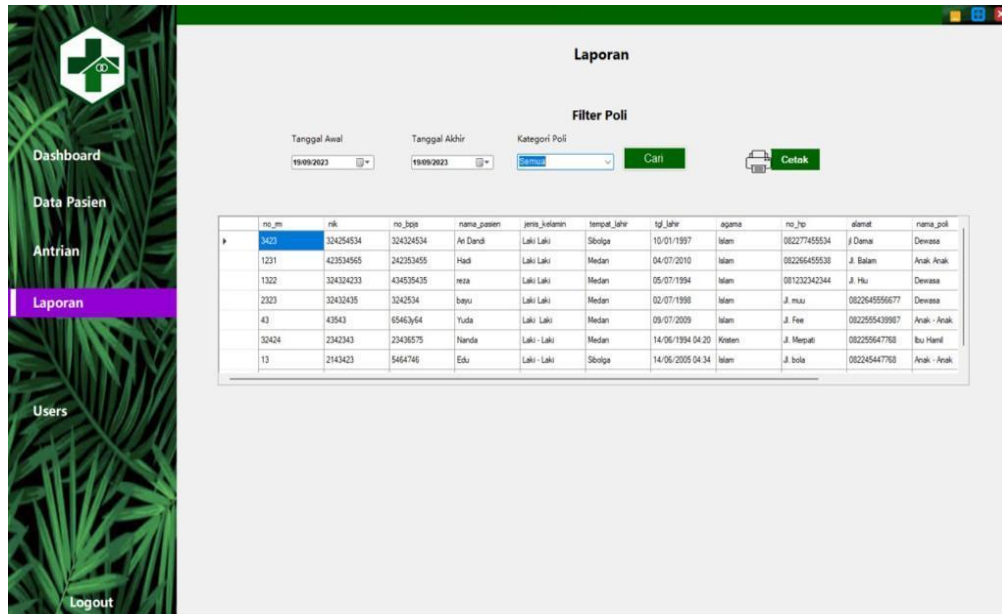 Laporan
Filter Poli
Tanggal Awal Tanggal Akhir Kategori Poli
19/09/2023 19/09/2023 Semua Cari Cetak
Dashboard
Data Pasien
Antrian
Laporan
Users
Logout
no_rm nik no_bpjs nama_pasien jenis_kelamin tempat_lahir tgl_lahir agama no_hp alamat nama_poli
3423 324254534 324324534 Ari Dandi Laki Laki Sibolga 10/01/1997 Islam 082277455534 jl Damai Dewasa
1231 423534565 242353455 Hadi Laki Laki Medan 04/07/2010 Islam 082266455538 Jl. Balam Anak Anak
1322 324324233 434535435 reza Laki Laki Medan 05/07/1994 Islam 081232342344 Jl. Hiu Dewasa
2323 32432435 3242534 bayu Laki Laki Medan 02/07/1998 Islam Jl. muu 0822645556677 Dewasa
43 43543 65463y64 Yuda Laki Laki Medan 09/07/2009 Islam Jl. Fee 0822555439987 Anak - Anak
32424 2342343 23436575 Nanda Laki - Laki Medan 14/06/1994 04:20 Kristen Jl. Merpati 082255647768 Ibu Hamil
13 2143423 5464746 Edu Laki - Laki Sibolga 14/06/2005 04:34 Islam Jl. bola 082245447768 Anak - Anak